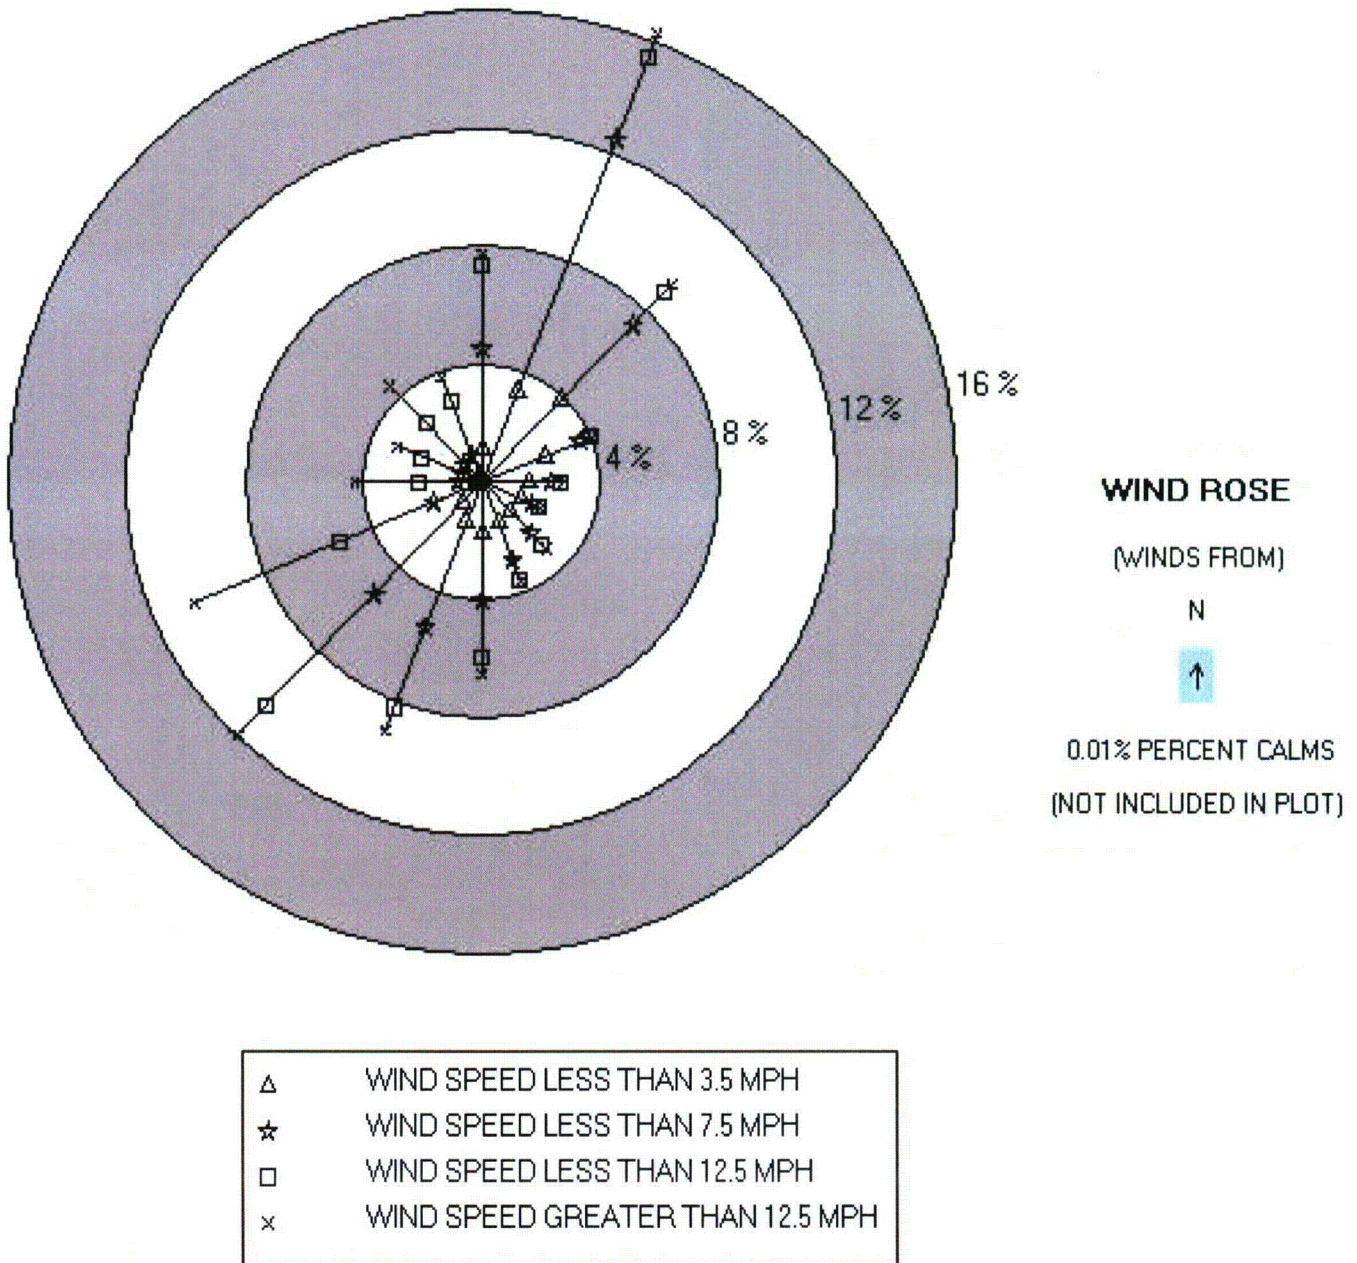 16 %
12 %
8 %
4 %
WIND ROSE
(WINDS FROM)
N
0.01% PERCENT CALMS
(NOT INCLUDED IN PLOT)
WIND SPEED LESS THAN 3.5 MPH
WIND SPEED LESS THAN 7.5 MPH
WIND SPEED LESS THAN 12.5 MPH
WIND SPEED GREATER THAN 12.5 MPH